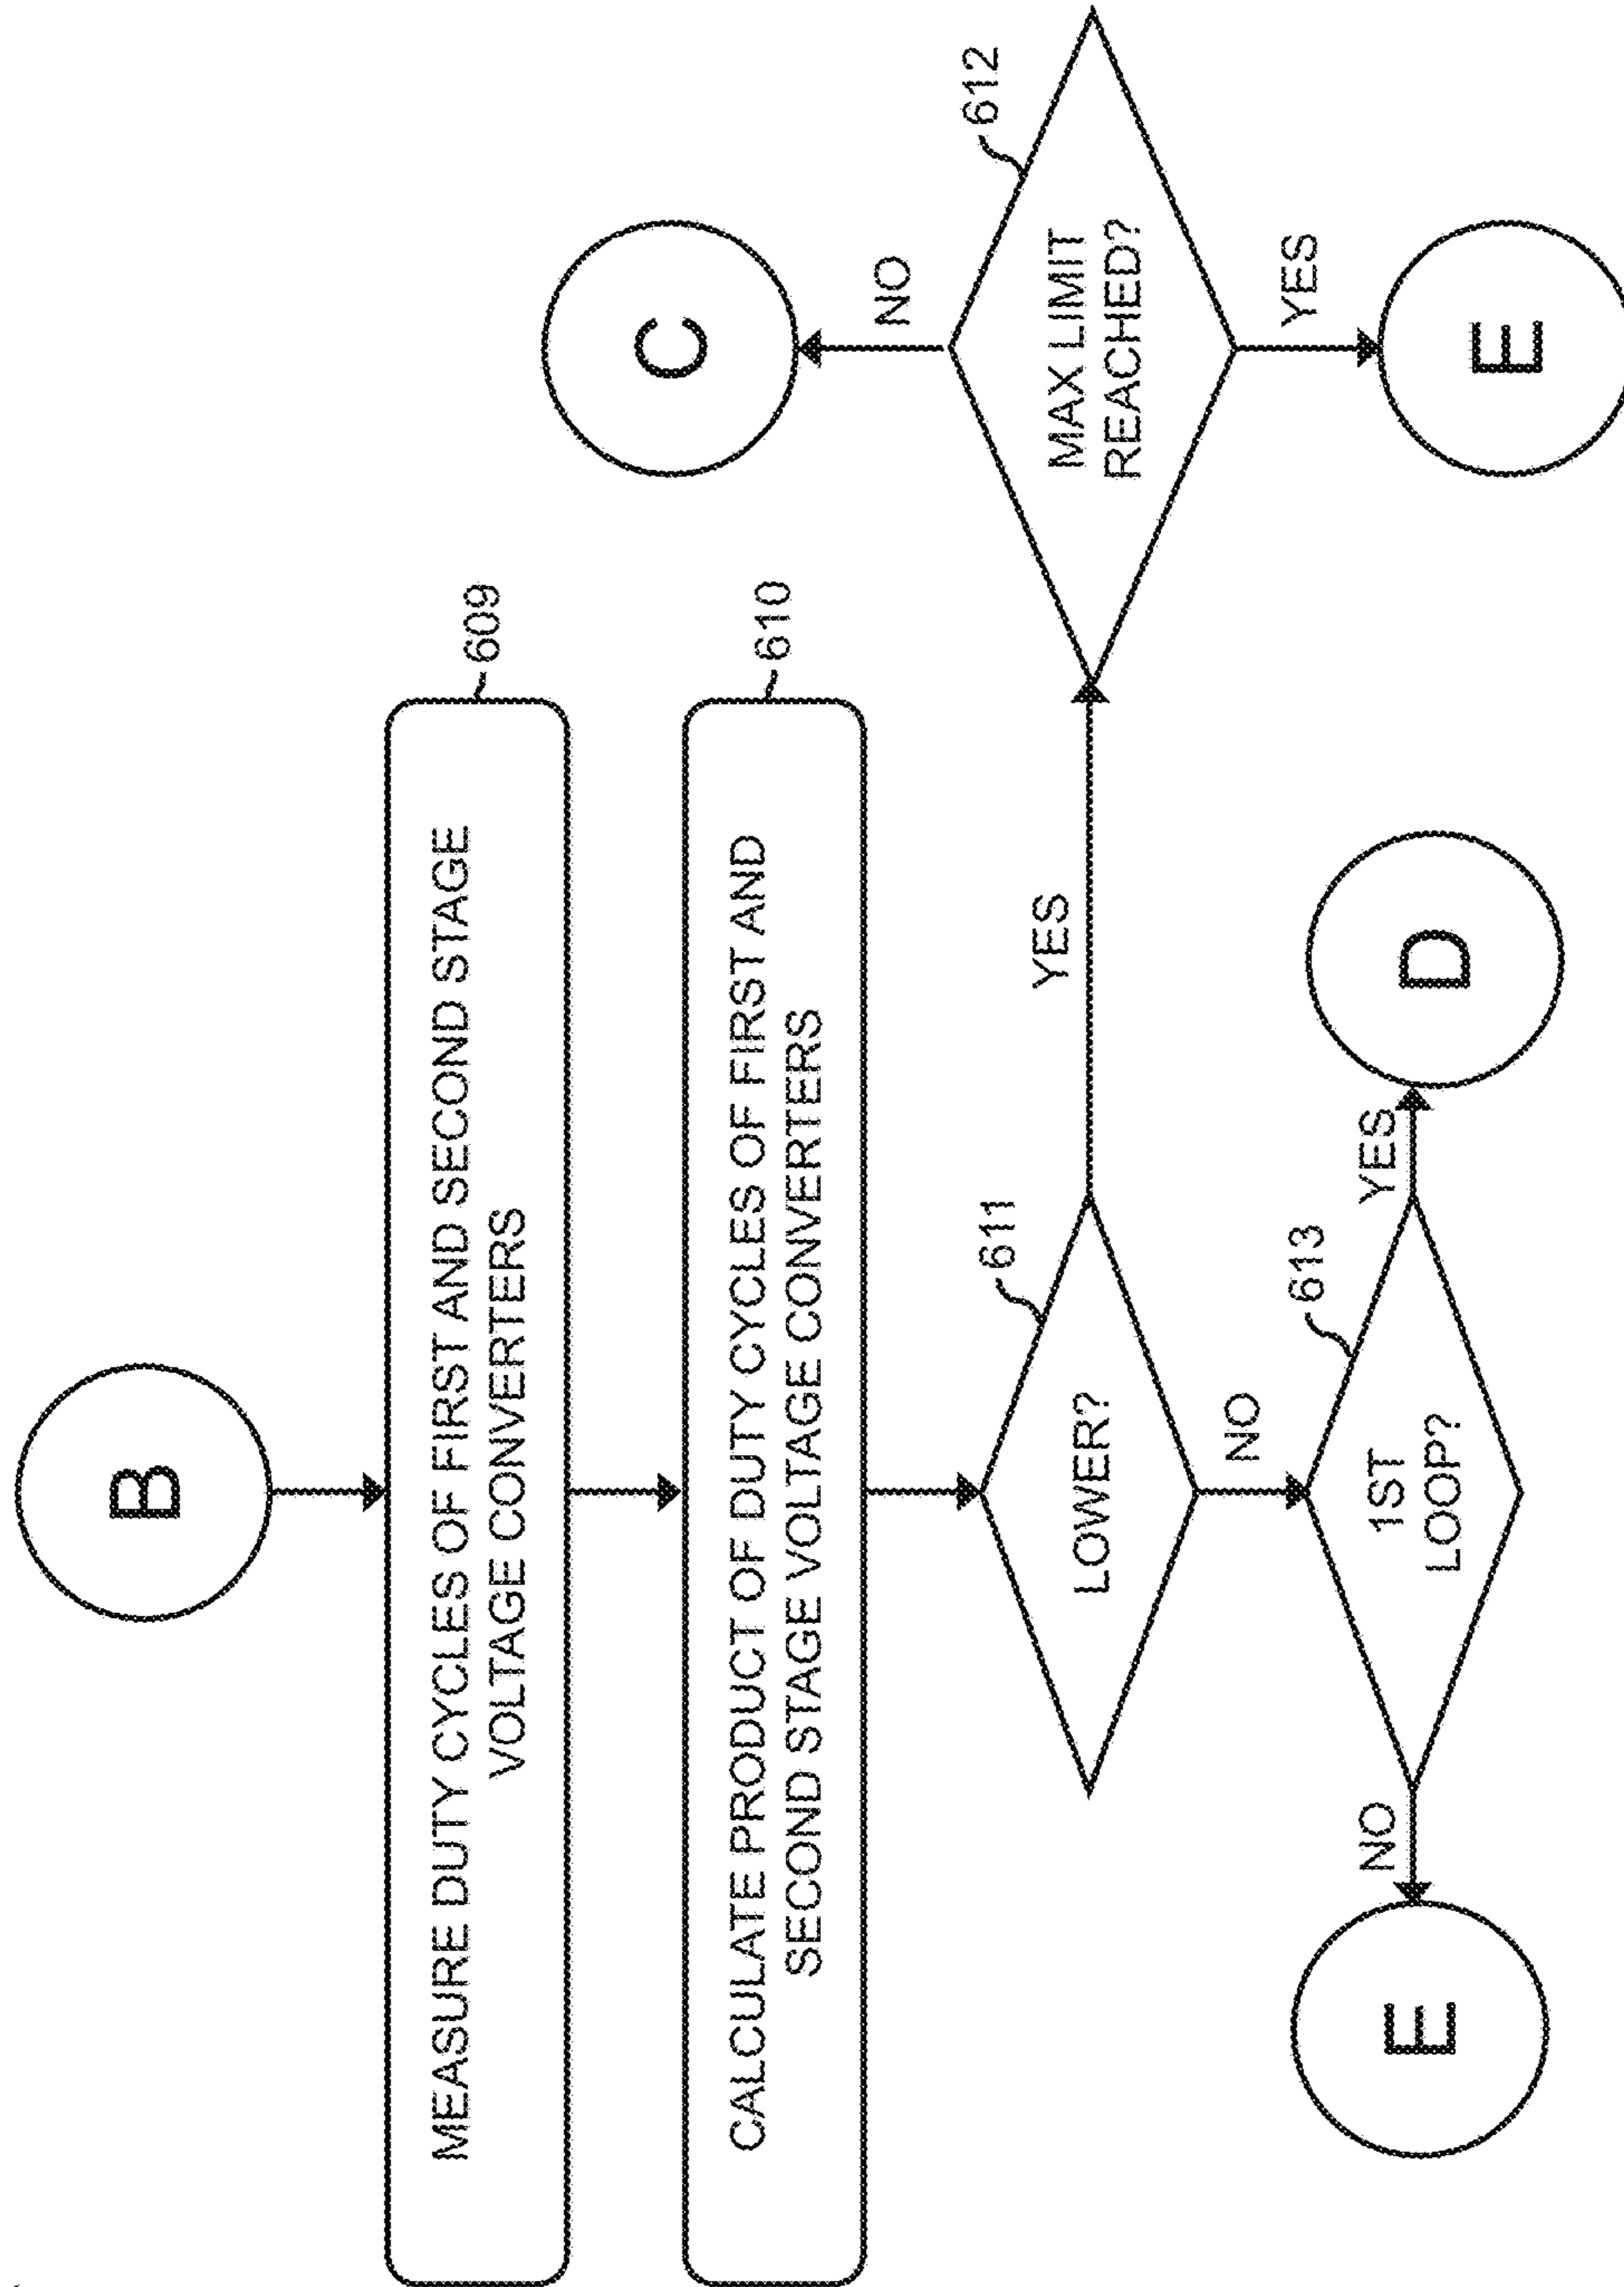 B
MEASURE DUTY CYCLES OF FIRST AND SECOND STAGE
VOLTAGE CONVERTERS
609
CALCULATE PRODUCT OF DUTY CYCLES OF FIRST AND
SECOND STAGE VOLTAGE CONVERTERS
610
C
NO
LOWER?
611
YES
MAX LIMIT
REACHED?
612
NO
YES
1ST
LOOP?
613
NO
YES
E
D
E